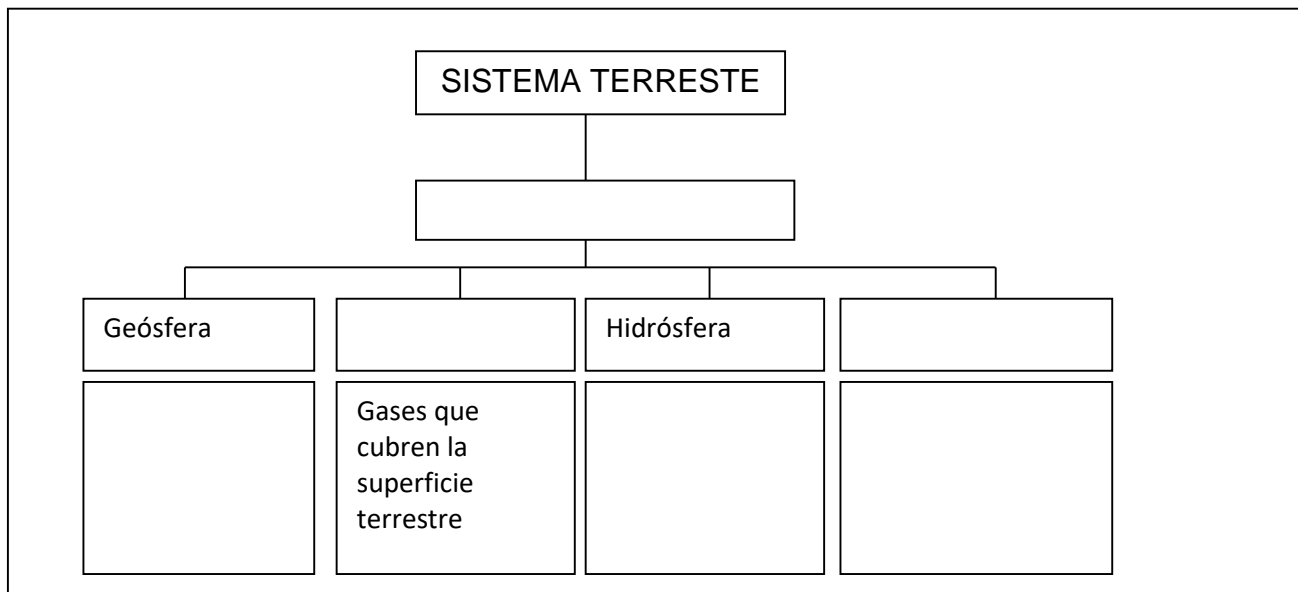 SISTEMA TERRESTE
Geósfera
Hidrósfera
Gases que
cubren la
superficie
terrestre